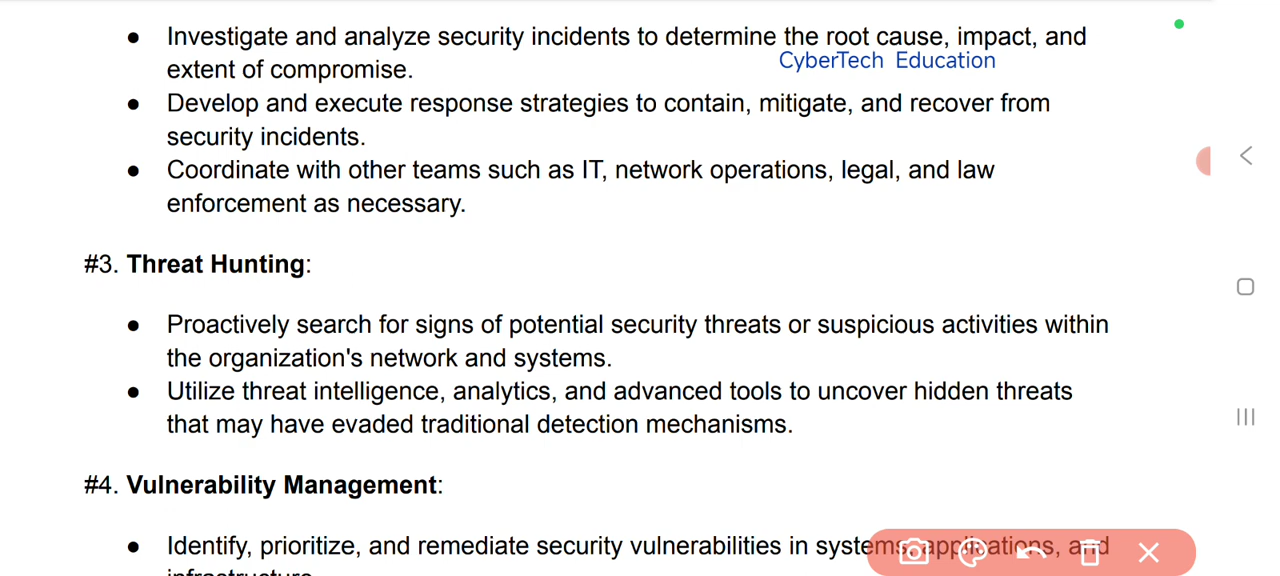 ● Investigate and analyze security incidents to determine the root cause, impact, and
CyberTech Education
extent of compromise.
● Develop and execute response strategies to contain, mitigate, and recover from
security incidents.
● Coordinate with other teams such as IT, network operations, legal, and law
enforcement as necessary.
#3. Threat Hunting:
● Proactively search for signs of potential security threats or suspicious activities within
the organization's network and systems.
● Utilize threat intelligence, analytics, and advanced tools to uncover hidden threats
that may have evaded traditional detection mechanisms.
#4. Vulnerability Management:
● Identify, prioritize, and remediate security vulnerabilities in systems, applications, and